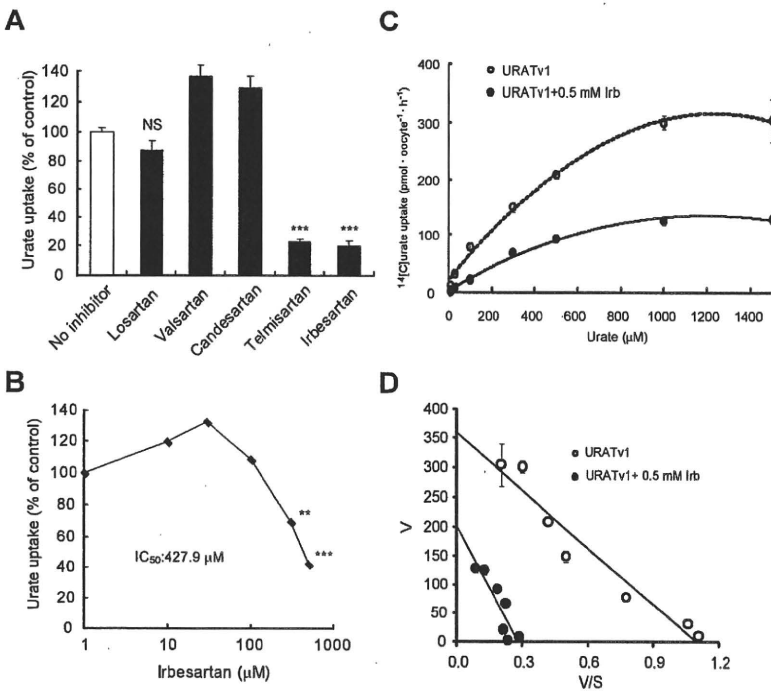 A
Urate uptake (% of control)
140
120
100
80
60
40
20
0
NS
***
***
No inhibitor
Losartan
Valsartan
Candesartan
Telmisartan
Irbesartan
B
Urate uptake (% of control)
140
120
100
80
60
40
20
0
IC50:427.9 μM
**
***
1
10
100
1000
Irbesartan (μM)
C
14[C]urate uptake (pmol · oocyte-1 · h-1)
400
300
200
100
0
URATv1
URATv1+0.5 mM Irb
0
200
400
600
800
1000
1200
1400
Urate (μM)
D
V
400
350
300
250
200
150
100
50
0
URATv1
URATv1+ 0.5 mM Irb
0.0
0.3
0.6
0.9
1.2
V/S